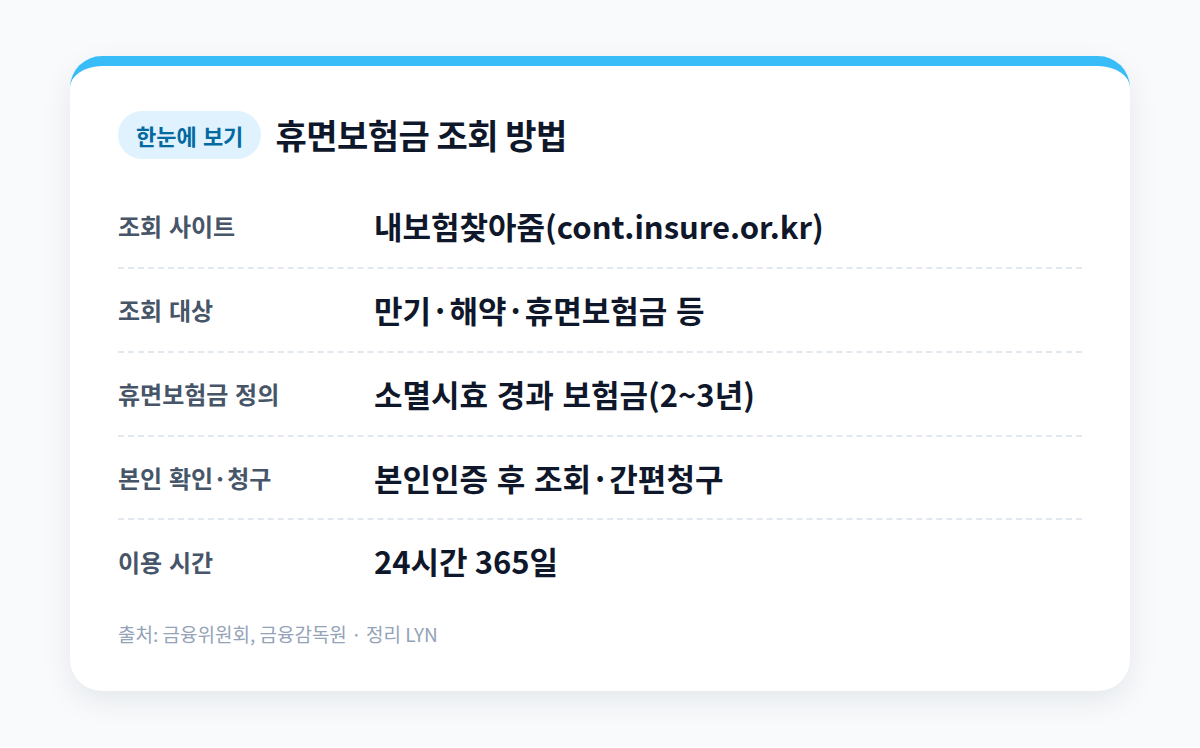 한눈에 보기 휴면보험금 조회 방법
조회 사이트 내보험찾아줌(cont.insure.or.kr)
조회 대상 만기·해약·휴면보험금 등
휴면보험금 정의 소멸시효 경과 보험금(2~3년)
본인 확인·청구 본인인증 후 조회·간편청구
이용 시간 24시간 365일
출처: 금융위원회, 금융감독원 · 정리 LYN